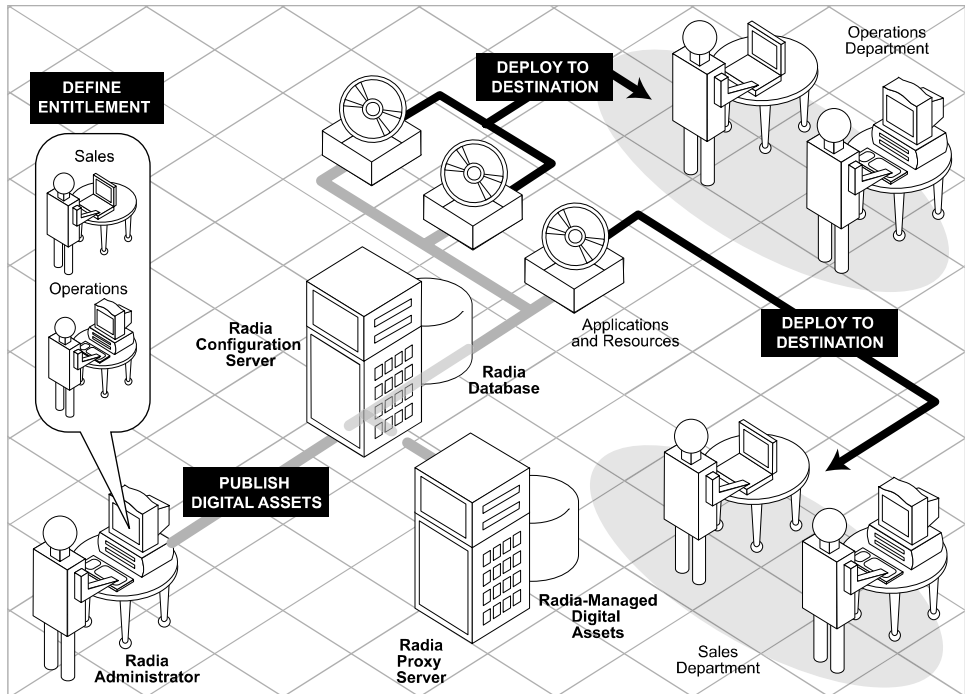 DEFINE
ENTITLEMENT
Sales
Operations
DEPLOY TO
DESTINATION
Operations
Department
Radia
Configuration
Server
Radia
Database
Applications
and Resources
DEPLOY TO
DESTINATION
PUBLISH
DIGITAL ASSETS
Radia
Administrator
Radia
Proxy
Server
Radia-Managed
Digital
Assets
Sales
Department